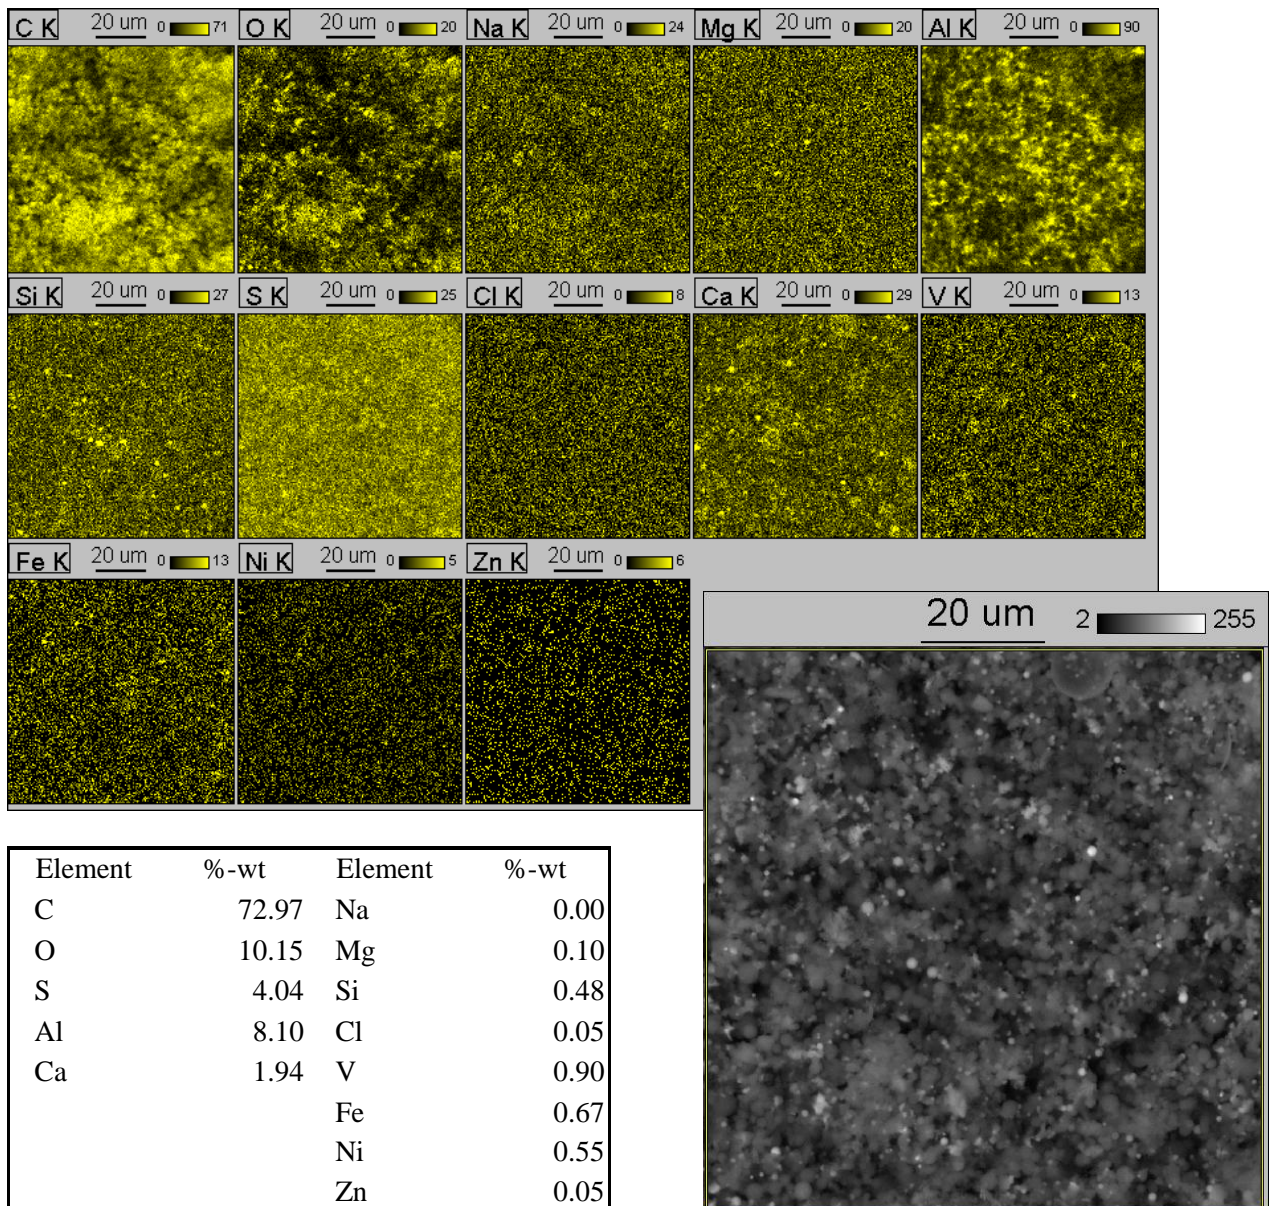 C K 20 um 0 71 O K 20 um 0 20 Na K 20 um 0 24 Mg K 20 um 0 20 Al K 20 um 0 90
Si K 20 um 0 27 S K 20 um 0 25 Cl K 20 um 0 8 Ca K 20 um 0 29 V K 20 um 0 13
Fe K 20 um 0 13 Ni K 20 um 0 5 Zn K 20 um 0 6
20 um 2 255
Element %-wt Element %-wt
C 72.97 Na 0.00
O 10.15 Mg 0.10
S 4.04 Si 0.48
Al 8.10 Cl 0.05
Ca 1.94 V 0.90
Fe 0.67
Ni 0.55
Zn 0.05